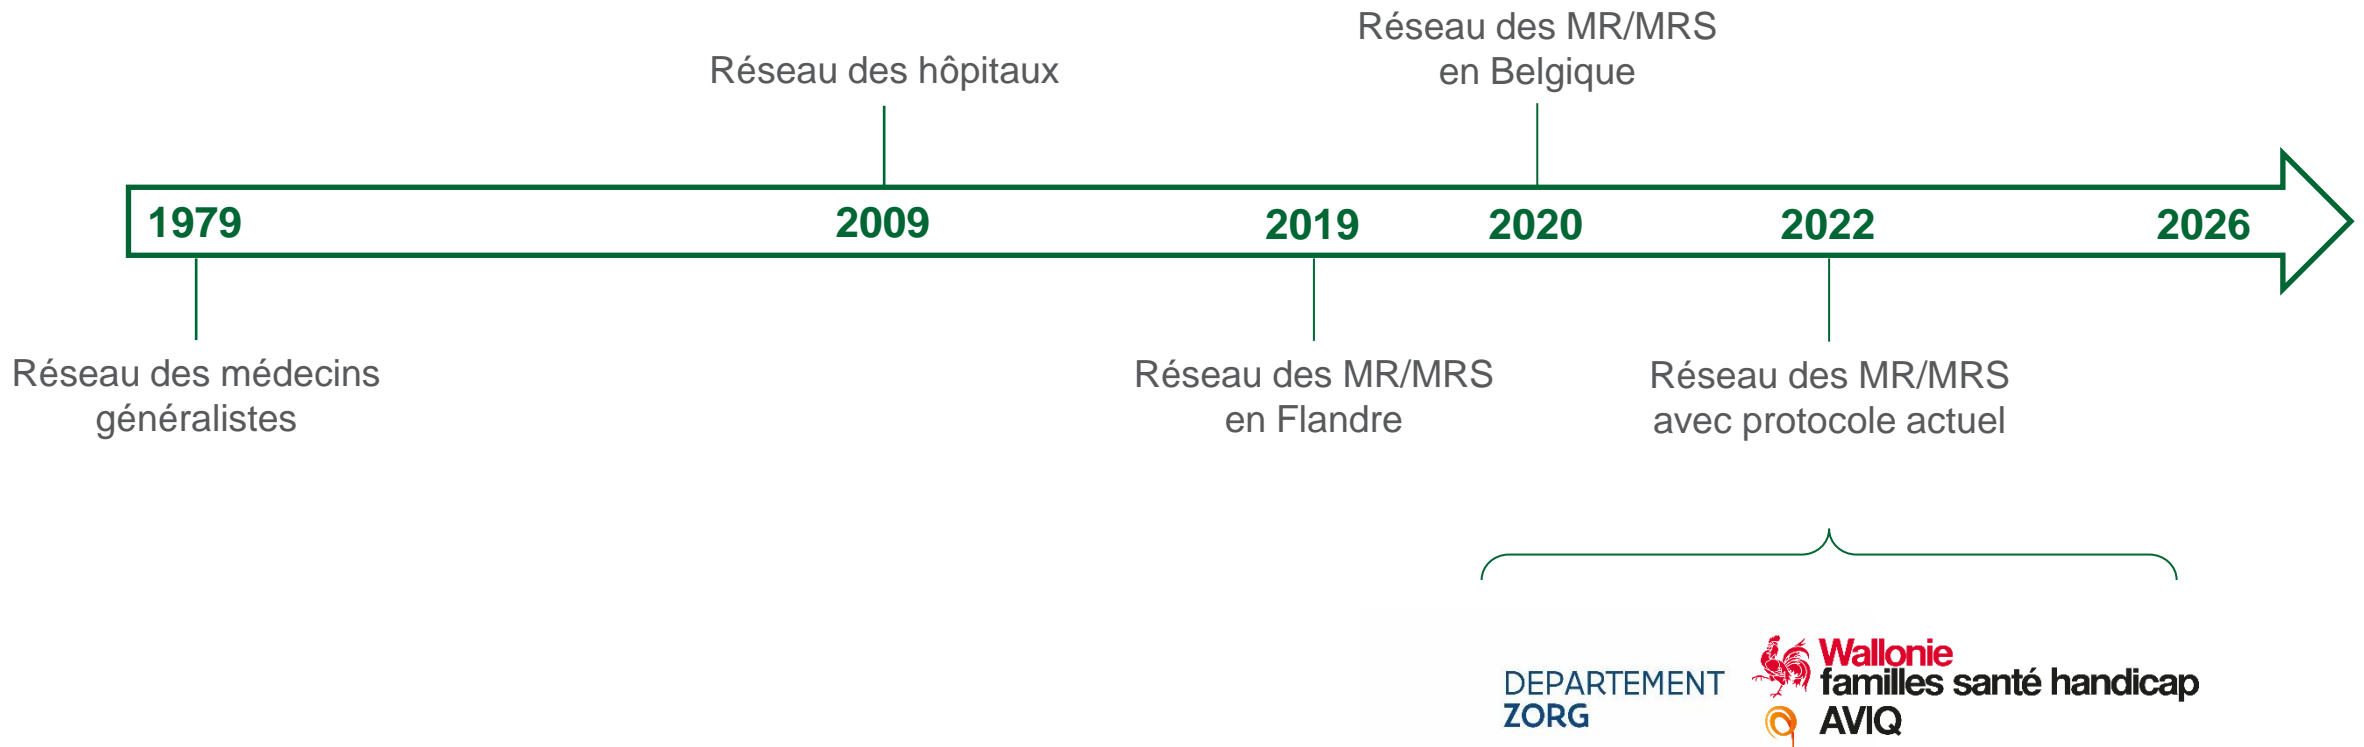 Réseau des MR/MRS
en Belgique
Réseau des hôpitaux
1979
2009
2019
2020
2022
2026
Réseau des médecins
généralistes
Réseau des MR/MRS
en Flandre
Réseau des MR/MRS
avec protocole actuel
DEPARTEMENT
ZORG
Wallonie
familles santé handicap
AVIQ